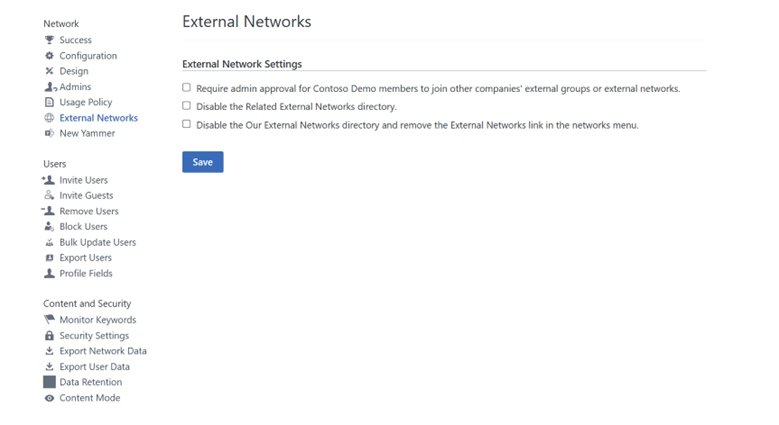 Network
Success
Configuration
Design
Admins
Usage Policy
External Networks
New Yammer
Users
Invite Users
Invite Guests
Remove Users
Block Users
Bulk Update Users
Export Users
Profile Fields
Content and Security
Monitor Keywords
Security Settings
Export Network Data
Export User Data
Data Retention
Content Mode
External Networks
External Network Settings
Require admin approval for Contoso Demo members to join other companies' external groups or external networks.
Disable the Related External Networks directory.
Disable the Our External Networks directory and remove the External Networks link in the networks menu.
Save